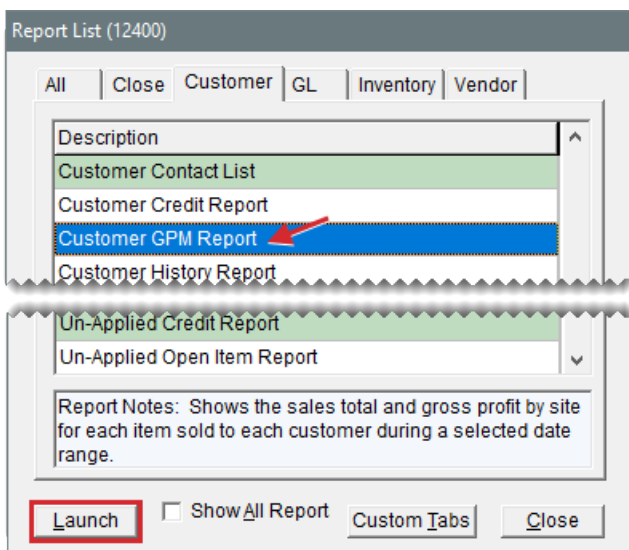 Report List (12400)
All Close Customer GL Inventory Vendor
Description
Customer Contact List
Customer Credit Report
Customer GPM Report
Customer History Report
Un-Applied Credit Report
Un-Applied Open Item Report
Report Notes: Shows the sales total and gross profit by site
for each item sold to each customer during a selected date
range.
Launch Show All Report Custom Tabs Close